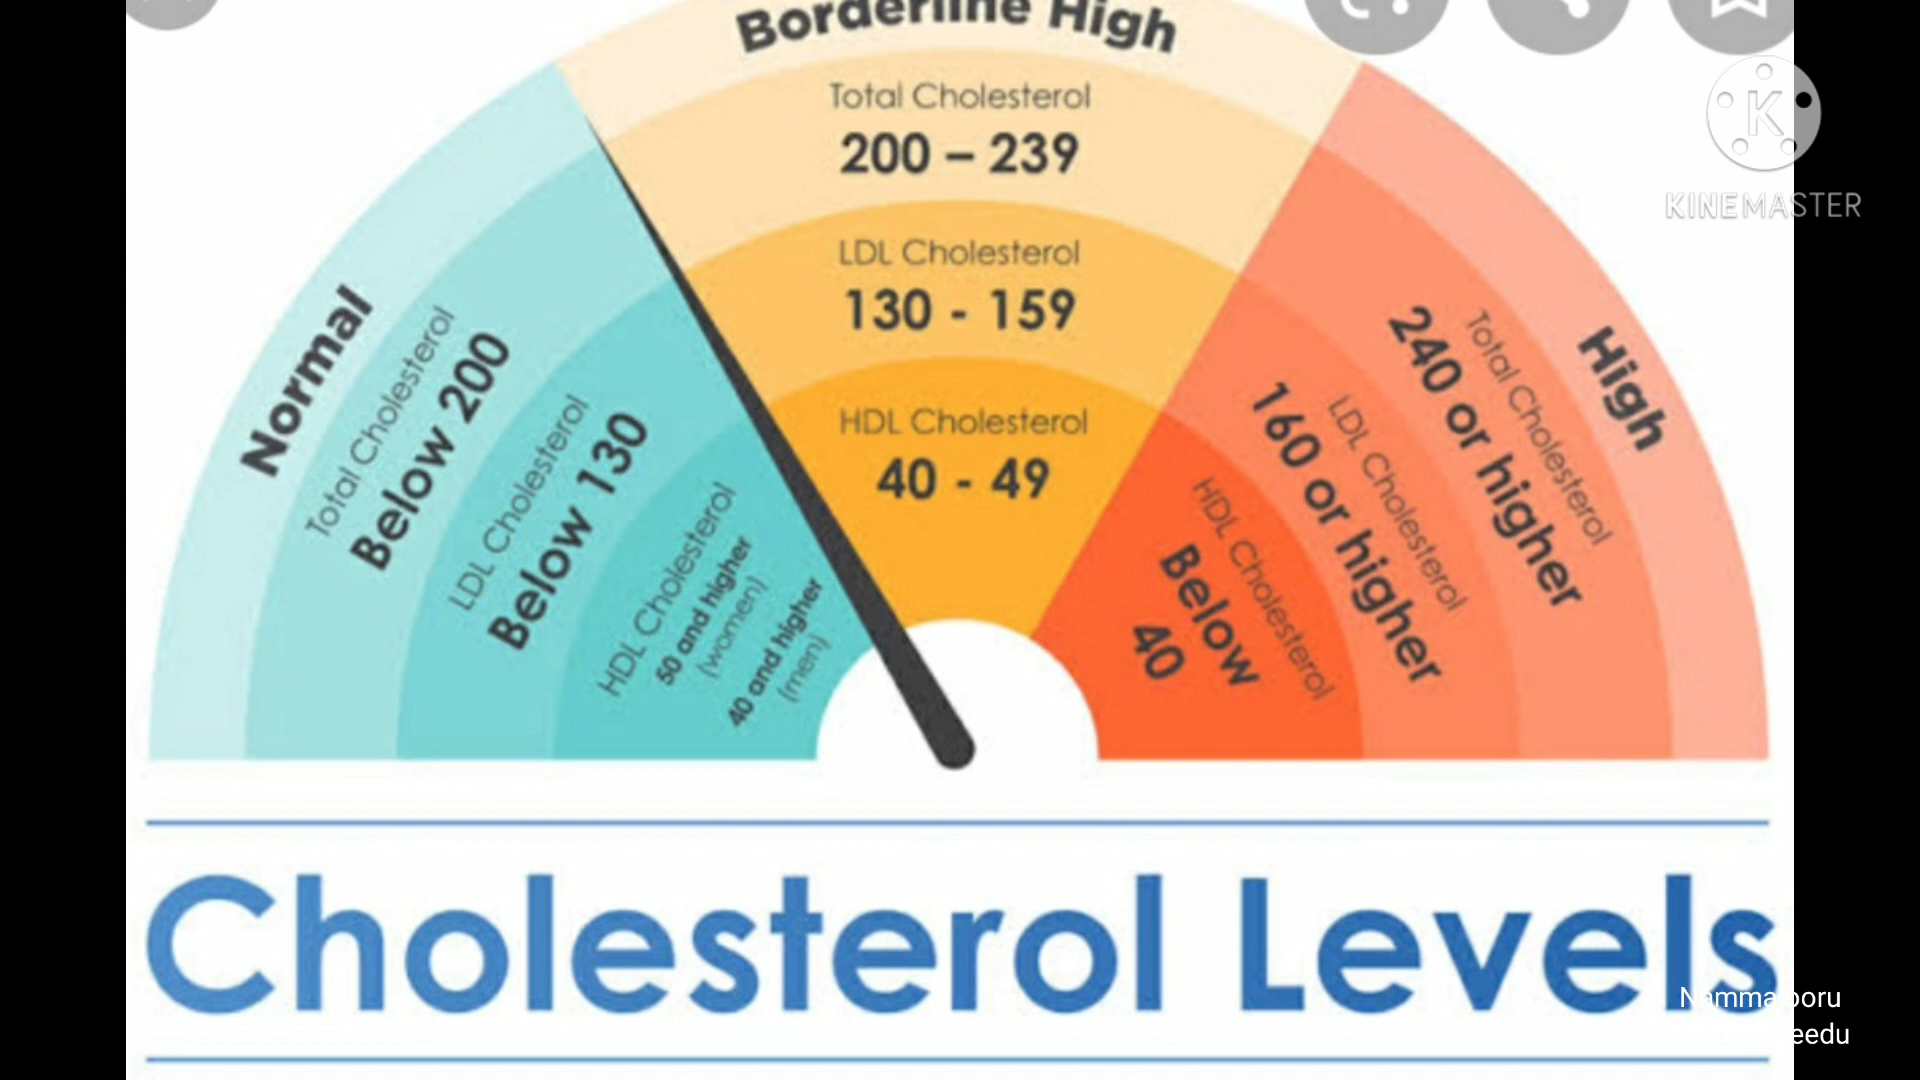 Borderline High
Total Cholesterol
200 – 239
LDL Cholesterol
130 - 159
HDL Cholesterol
40 - 49
Normal
Total Cholesterol
Below 200
LDL Cholesterol
Below 130
HDL Cholesterol
50 and higher
(women)
40 and higher
(men)
High
Total Cholesterol
240 or higher
LDL Cholesterol
160 or higher
HDL Cholesterol
Below
40
K
KINEMASTER
Cholesterol Levels
Namma